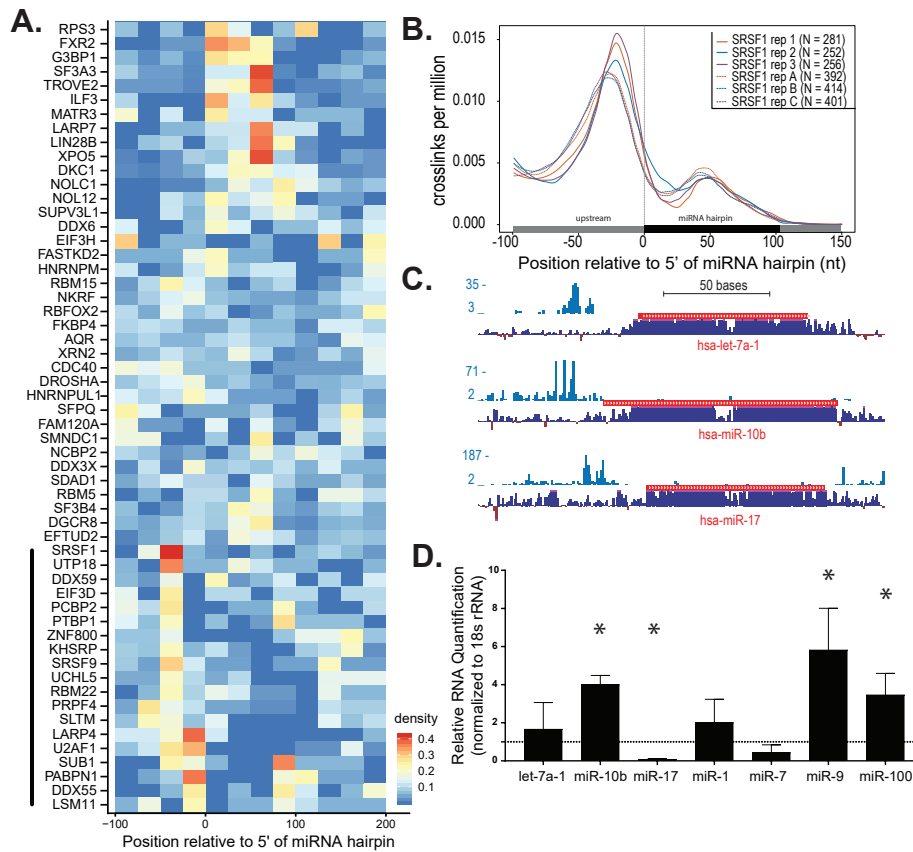 A.
RPS3
FXR2
G3BP1
SF3A3
TROVE2
ILF3
MATR3
LARP7
LIN28B
XPO5
DKC1
NOLC1
NOL12
SUPV3L1
DDX6
EIF3H
FASTKD2
HNRNPM
RBM15
NKRF
RBFOX2
FKBP4
AQR
XRN2
CDC40
DROSHA
HNRNPUL1
SFPQ
FAM120A
SMNDC1
NCBP2
DDX3X
SDAD1
RBM5
SF3B4
DGCR8
EFTUD2
SRSF1
UTP18
DDX59
EIF3D
PCBP2
PTBP1
ZNF800
KHSRP
SRSF9
UCHL5
RBM22
PRPF4
SLTM
LARP4
U2AF1
SUB1
PABPN1
DDX55
LSM11
density
0.4
0.3
0.2
0.1
−100 0 100 200
Position relative to 5' of miRNA hairpin
B.
crosslinks per million
0.015
0.010
0.005
0.000
SRSF1 rep 1 (N = 281)
SRSF1 rep 2 (N = 252)
SRSF1 rep 3 (N = 256)
SRSF1 rep A (N = 392)
SRSF1 rep B (N = 414)
SRSF1 rep C (N = 401)
upstream miRNA hairpin
-100 -50 0 50 100 150
Position relative to 5' of miRNA hairpin (nt)
C.
35 -
3 _
50 bases
hsa-let-7a-1
71 -
2 _
hsa-miR-10b
187 -
2 _
hsa-miR-17
D.
Relative RNA Quantification
(normalized to 18s rRNA)
10
8
6
4
2
0
* * * *
let-7a-1 miR-10b miR-17 miR-1 miR-7 miR-9 miR-100